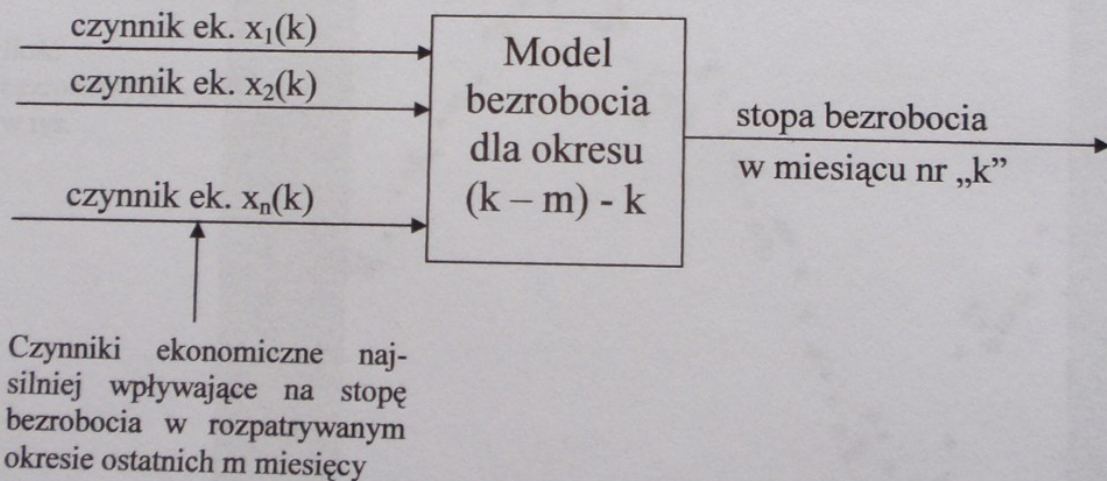 czynnik ek. x₁(k)
czynnik ek. x₂(k)
czynnik ek. xₙ(k)
Model
bezrobocia
dla okresu
(k – m) - k
stopa bezrobocia
w miesiącu nr „k”
Czynniki ekonomiczne naj-
silniej wpływające na stopę
bezrobocia w rozpatrywanym
okresie ostatnich m miesięcy